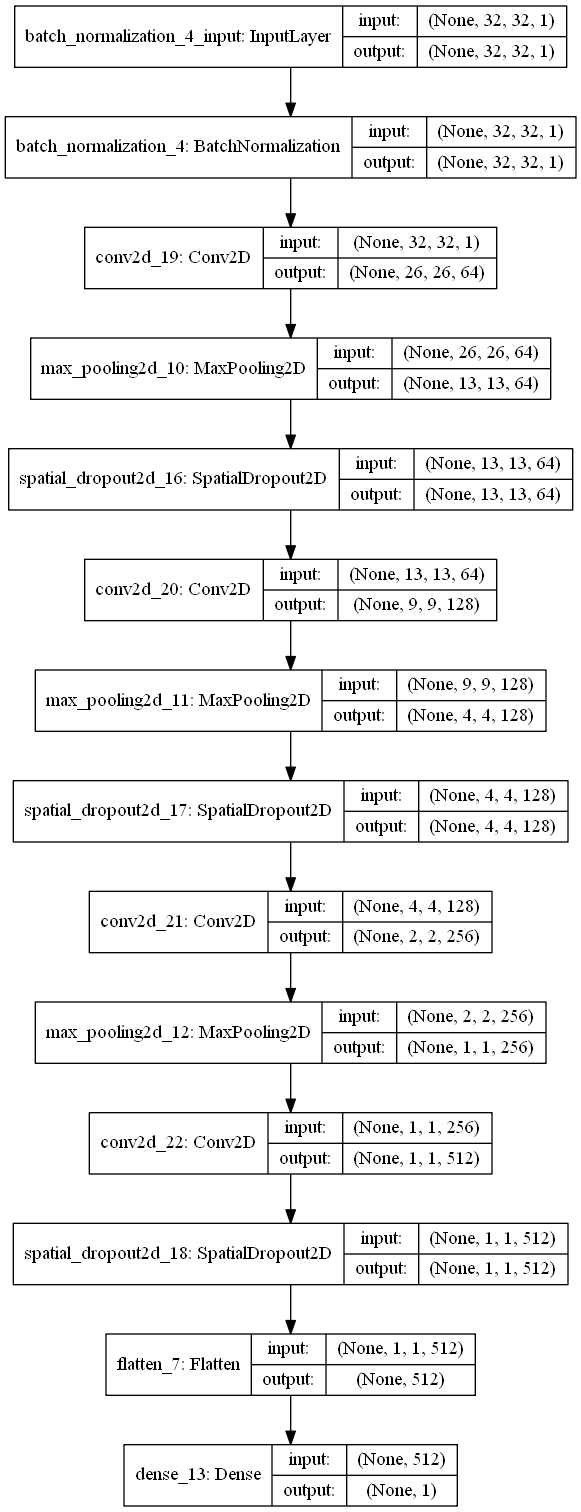 batch_normalization_4_input: InputLayer
input: (None, 32, 32, 1)
output: (None, 32, 32, 1)
batch_normalization_4: BatchNormalization
input: (None, 32, 32, 1)
output: (None, 32, 32, 1)
conv2d_19: Conv2D
input: (None, 32, 32, 1)
output: (None, 26, 26, 64)
max_pooling2d_10: MaxPooling2D
input: (None, 26, 26, 64)
output: (None, 13, 13, 64)
spatial_dropout2d_16: SpatialDropout2D
input: (None, 13, 13, 64)
output: (None, 13, 13, 64)
conv2d_20: Conv2D
input: (None, 13, 13, 64)
output: (None, 9, 9, 128)
max_pooling2d_11: MaxPooling2D
input: (None, 9, 9, 128)
output: (None, 4, 4, 128)
spatial_dropout2d_17: SpatialDropout2D
input: (None, 4, 4, 128)
output: (None, 4, 4, 128)
conv2d_21: Conv2D
input: (None, 4, 4, 128)
output: (None, 2, 2, 256)
max_pooling2d_12: MaxPooling2D
input: (None, 2, 2, 256)
output: (None, 1, 1, 256)
conv2d_22: Conv2D
input: (None, 1, 1, 256)
output: (None, 1, 1, 512)
spatial_dropout2d_18: SpatialDropout2D
input: (None, 1, 1, 512)
output: (None, 1, 1, 512)
flatten_7: Flatten
input: (None, 1, 1, 512)
output: (None, 512)
dense_13: Dense
input: (None, 512)
output: (None, 1)